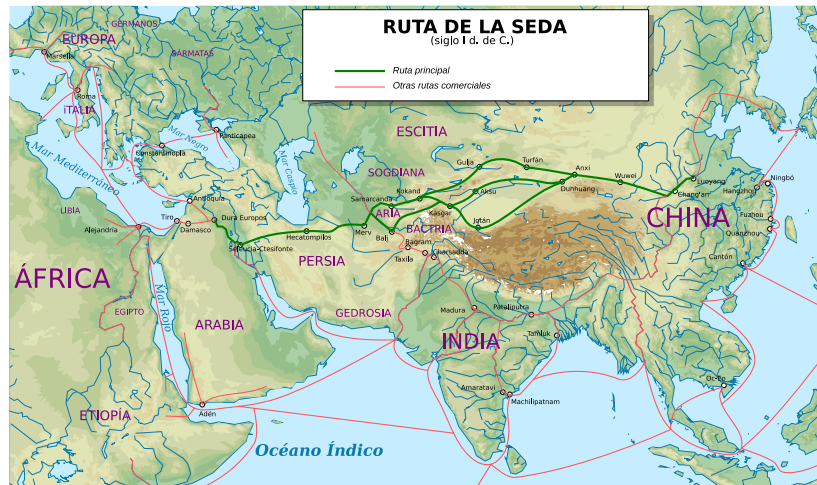 RUTA DE LA SEDA
(siglo I d. de C.)
Ruta principal
Otras rutas comerciales
GERMANOS
EUROPA
Marsella
SÁRMATAS
Roma
iTALIA
Mar Negro
Panticapea
Constantinopla
Mar Mediterráneo
Mar Caspio
ESCITIA
SOGDIANA
Gulja
Turfán
Anxi
Wuwei
Luoyang
Chang'an
Dunhuang
Ningbó
Hangzhou
Samarcanda
Kokand
Aksu
Kasgar
ARIA
BACTRIA
Jotán
CHINA
Fuzhou
Quanzhou
Cantón
LIBIA
Antioquía
Tiro
Dura Europos
Alejandría
Damasco
Seleucia-Ctesifonte
Hecatompilos
Merv
Balj
Bagram
Taxila
Charsadda
PERSIA
ÁFRICA
EGIPTO
Mar Rojo
ARABIA
GEDROSIA
Madura
Pataliputra
INDIA
Tamluk
Amaratavi
Machilipatnam
Oc-Eo
ETIOPÍA
Adén
Océano Índico